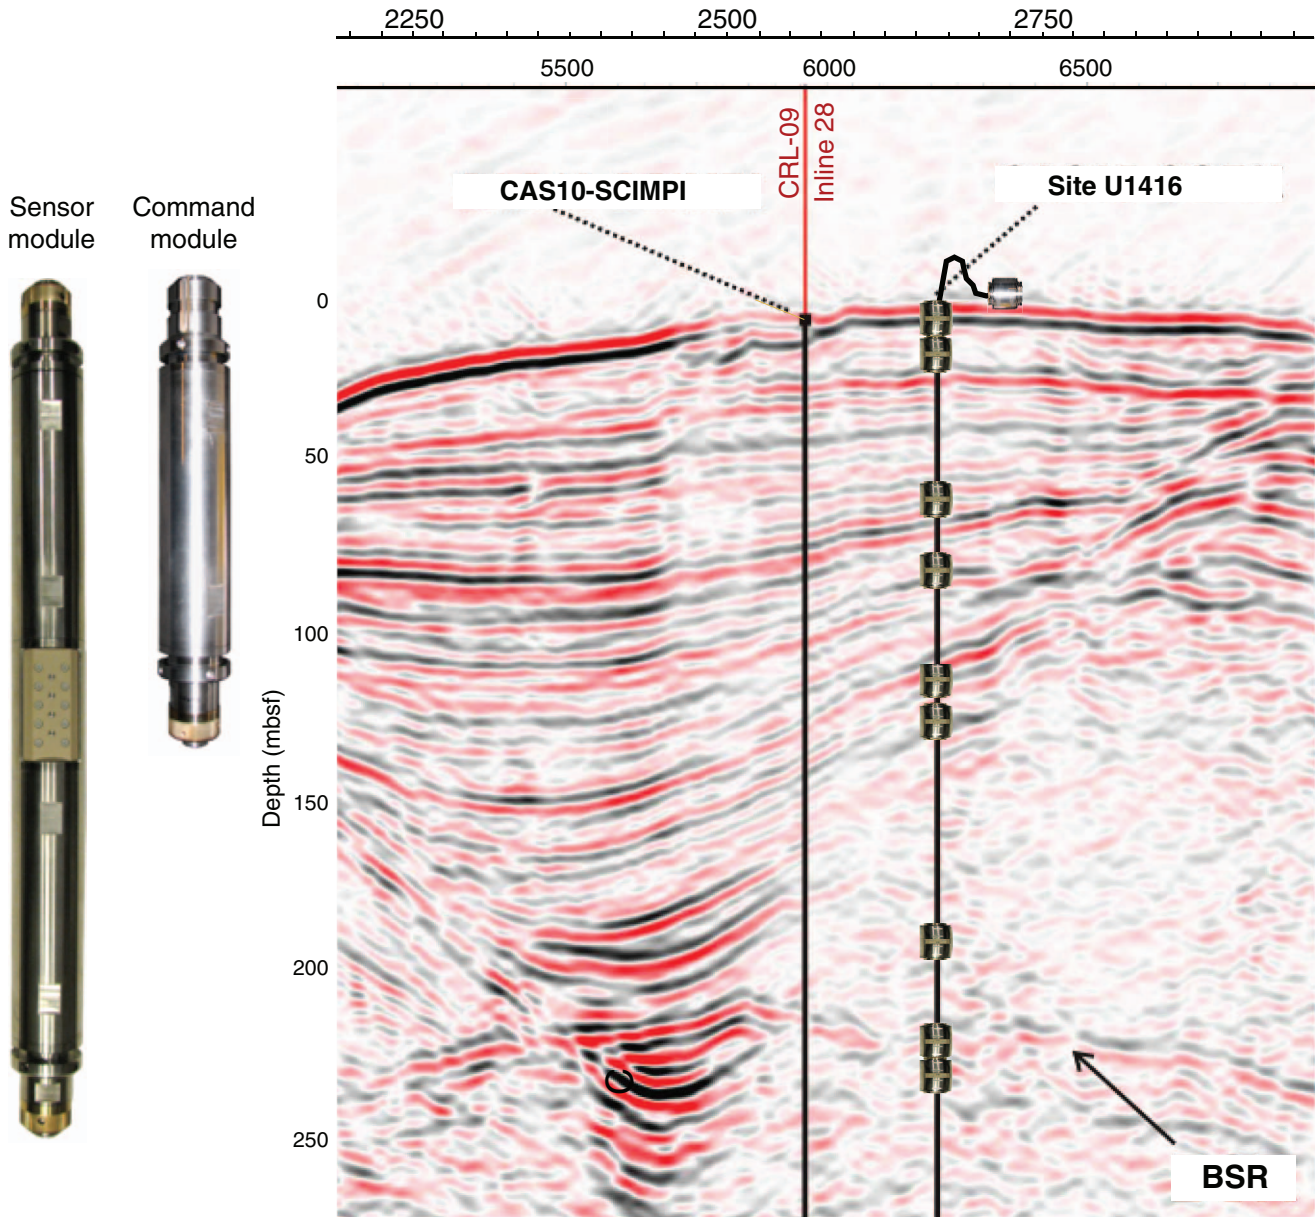 2250 2500 2750
5500 6000 6500
CRL-09
Inline 28
CAS10-SCIMPI
Site U1416
Sensor
module
Command
module
0
50
100
150
200
250
Depth (mbsf)
BSR